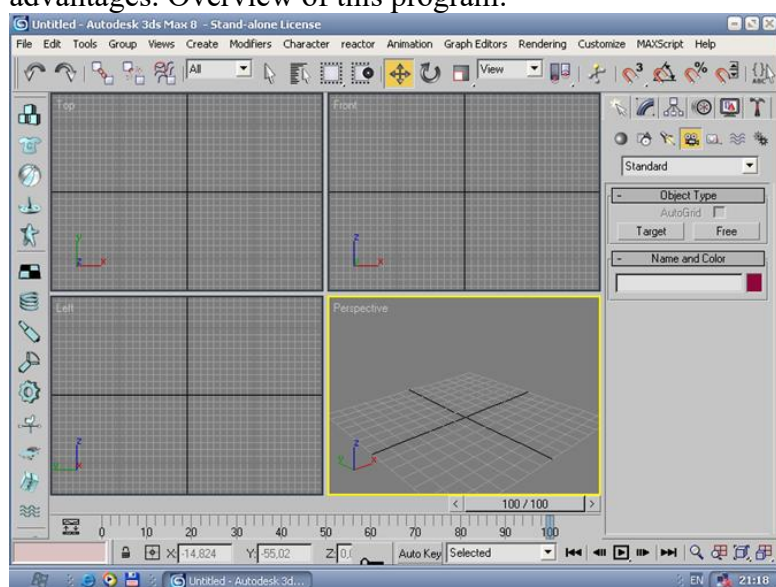 advantages. Overview of this program.
Untitled - Autodesk 3ds Max 8 - Stand-alone License
File Edit Tools Group Views Create Modifiers Character reactor Animation Graph Editors Rendering Customize MAXScript Help
All View 3 % ABC
Top Front
Standard
- Object Type
AutoGrid
Target Free
- Name and Color
y x z
z x
Left Perspective
z y x
z y x
< 100 / 100 >
0 10 20 30 40 50 60 70 80 90 100
X: -14,824 Y: -55,02 Z: 0,( Auto Key Selected
Untitled - Autodesk 3d... EN 21:18